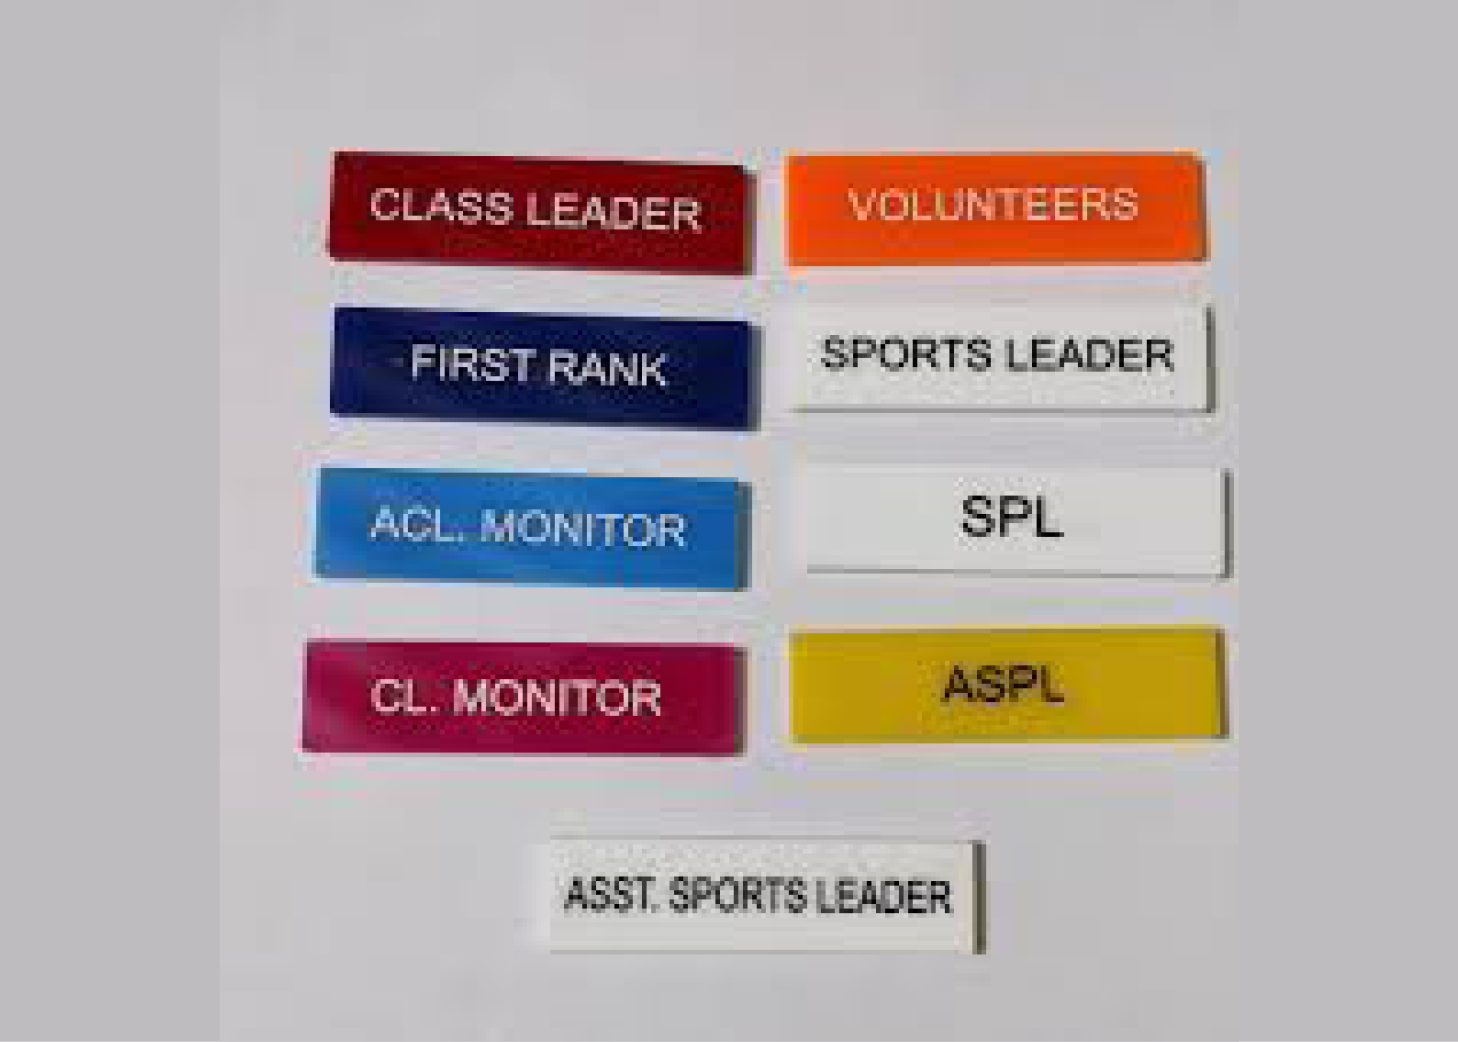 CLASS LEADER
VOLUNTEERS
FIRST RANK
SPORTS LEADER
ACL. MONITOR
SPL
CL. MONITOR
ASPL
ASST. SPORTS LEADER